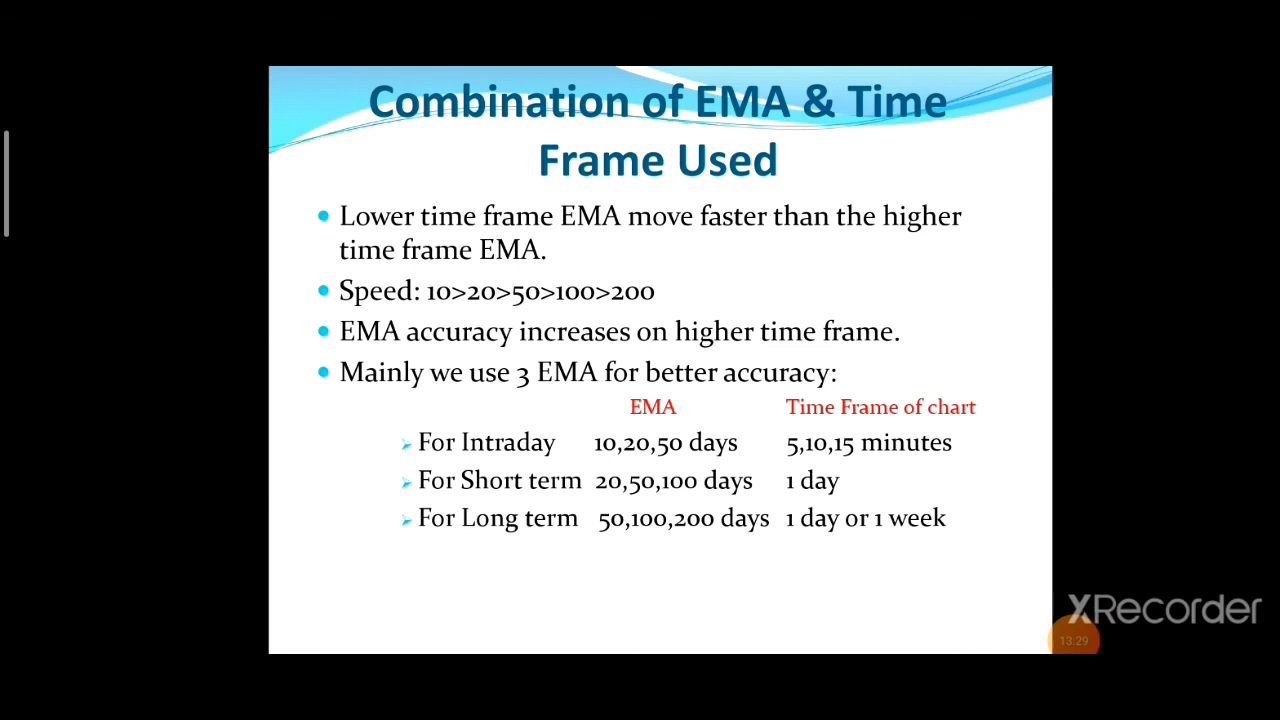 Combination of EMA & Time
Frame Used
Lower time frame EMA move faster than the higher
time frame EMA.
Speed: 10>20>50>100>200
EMA accuracy increases on higher time frame.
Mainly we use 3 EMA for better accuracy:
EMA Time Frame of chart
For Intraday 10,20,50 days 5,10,15 minutes
For Short term 20,50,100 days 1 day
For Long term 50,100,200 days 1 day or 1 week
XRecorder
13:29